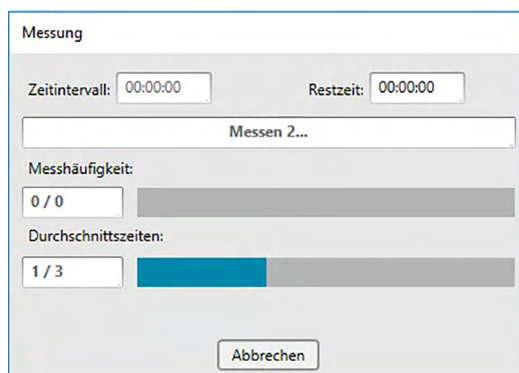 Messung
Zeitintervall: 00:00:00 Restzeit: 00:00:00
Messen 2...
Messhäufigkeit:
0 / 0
Durchschnittszeiten:
1 / 3
Abbrechen